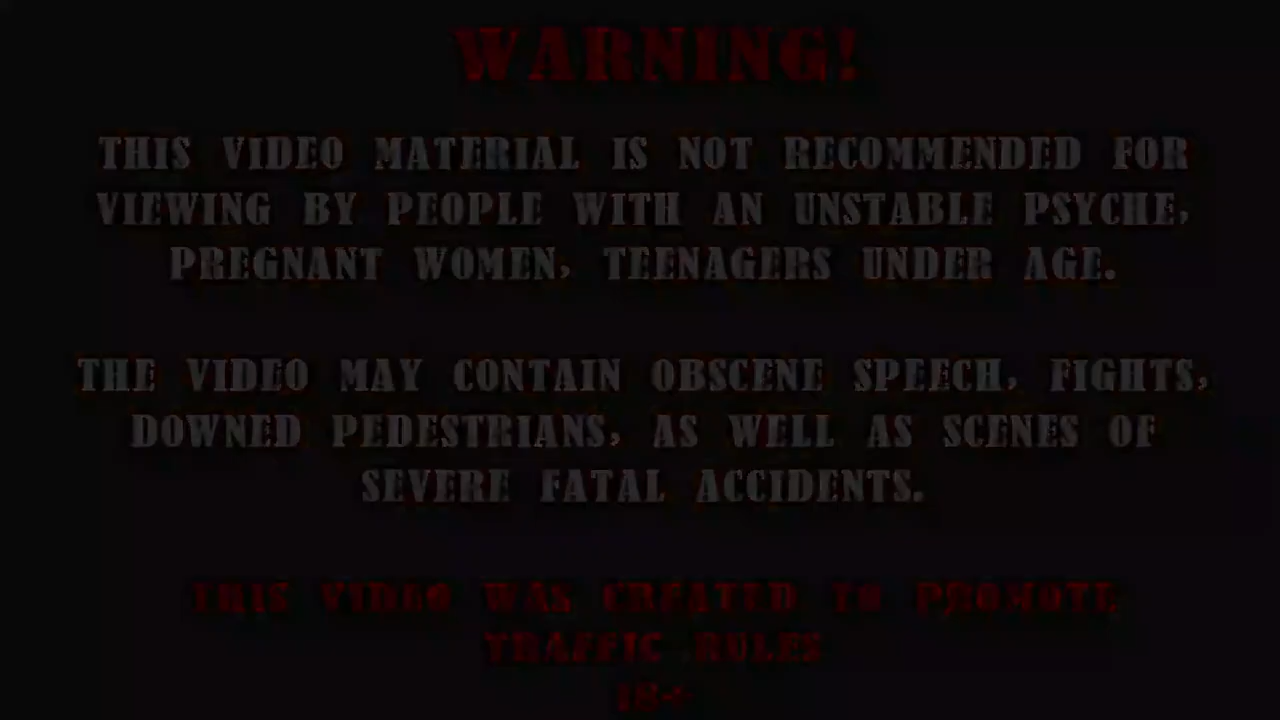 WARNING!
THIS VIDEO MATERIAL IS NOT RECOMMENDED FOR
VIEWING BY PEOPLE WITH AN UNSTABLE PSYCHE,
PREGNANT WOMEN, TEENAGERS UNDER AGE.
THE VIDEO MAY CONTAIN OBSCENE SPEECH, FIGHTS,
DOWNED PEDESTRIANS, AS WELL AS SCENES OF
SEVERE FATAL ACCIDENTS.
THIS VIDEO WAS CREATED TO PROMOTE
TRAFFIC RULES
18+